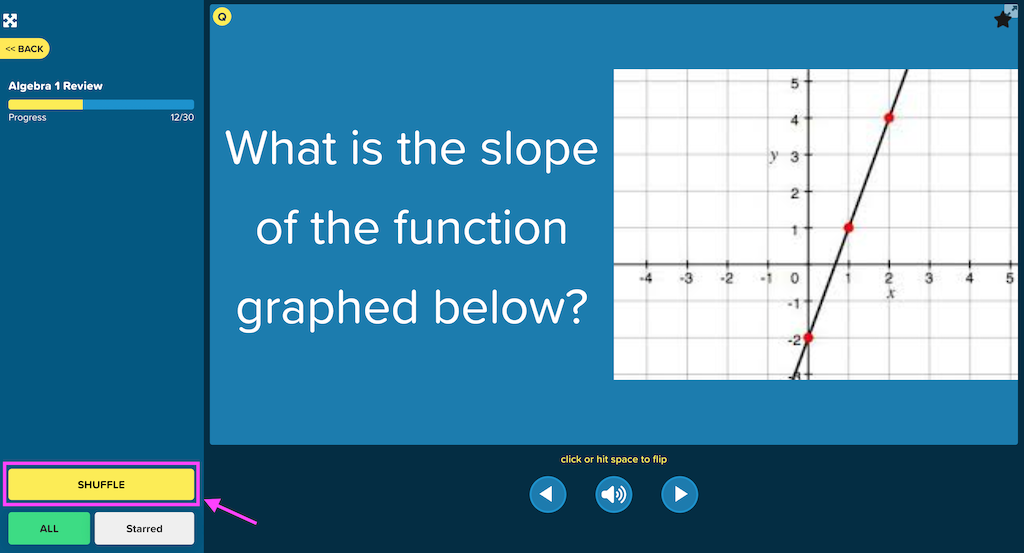 << BACK
Algebra 1 Review
Progress 12/30
Q
What is the slope
of the function
graphed below?
5
4
y 3
2
1
-4 -3 -2 -1 0 1 2 3 4 5
x
-1
-2
-3
click or hit space to flip
SHUFFLE
ALL Starred